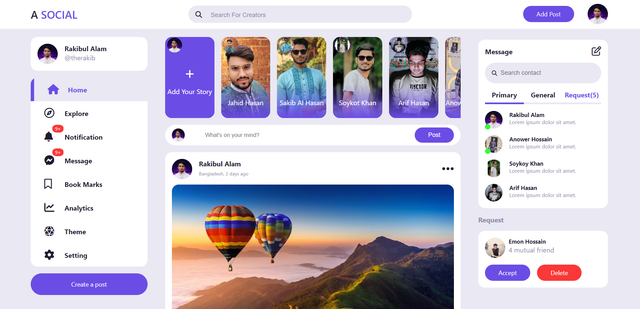 A SOCIAL
Search For Creators
Add Post
Rakibul Alam
@therakib
Home
Explore
9+
Notification
9+
Message
Book Marks
Analytics
Theme
Setting
Create a post
+
Add Your Story
Jahid Hasan
Sakib Al Hasan
Soykot Khan
Arif Hasan
Anow
What's on your mind?
Post
Rakibul Alam
Bangladesh, 2 days ago
Message
Search contact
Primary
General
Request(5)
Rakibul Alam
Lorem ipsum dolor sit amet.
Anower Hossain
Lorem ipsum dolor sit amet.
Soykoy Khan
Lorem ipsum dolor sit amet.
Arif Hasan
Lorem ipsum dolor sit amet.
Request
Emon Hossain
4 mutual friend
Accept
Delete